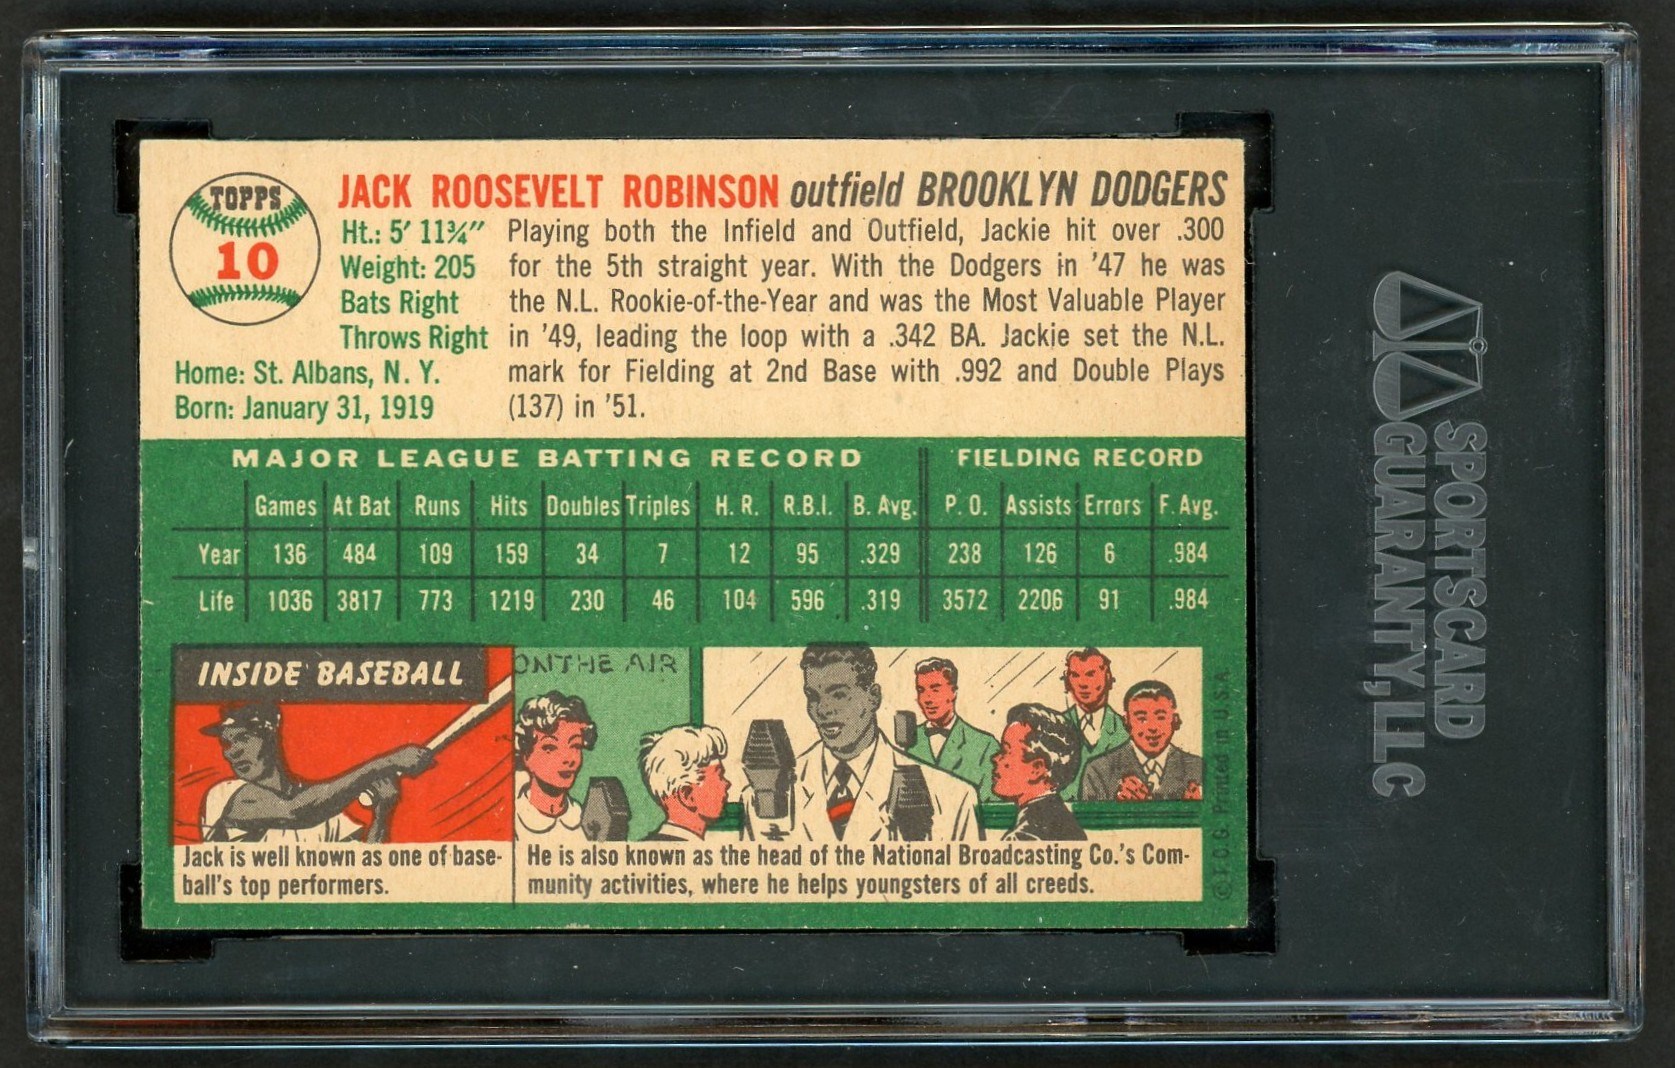 TOPPS
10
JACK ROOSEVELT ROBINSON outfield BROOKLYN DODGERS
Ht.: 5' 11¾"
Weight: 205
Bats Right
Throws Right
Home: St. Albans, N. Y.
Born: January 31, 1919
Playing both the Infield and Outfield, Jackie hit over .300
for the 5th straight year. With the Dodgers in '47 he was
the N.L. Rookie-of-the-Year and was the Most Valuable Player
in '49, leading the loop with a .342 BA. Jackie set the N.L.
mark for Fielding at 2nd Base with .992 and Double Plays
(137) in '51.
MAJOR LEAGUE BATTING RECORD FIELDING RECORD
Games At Bat Runs Hits Doubles Triples H. R. R.B.I. B. Avg. P. O. Assists Errors F. Avg.
Year 136 484 109 159 34 7 12 95 .329 238 126 6 .984
Life 1036 3817 773 1219 230 46 104 596 .319 3572 2206 91 .984
INSIDE BASEBALL
ON THE AIR
Jack is well known as one of base-
ball's top performers.
He is also known as the head of the National Broadcasting Co.'s Com-
munity activities, where he helps youngsters of all creeds.
© T.C.G. Printed in U.S.A.
SPORTSCARD
GUARANTY, LLC